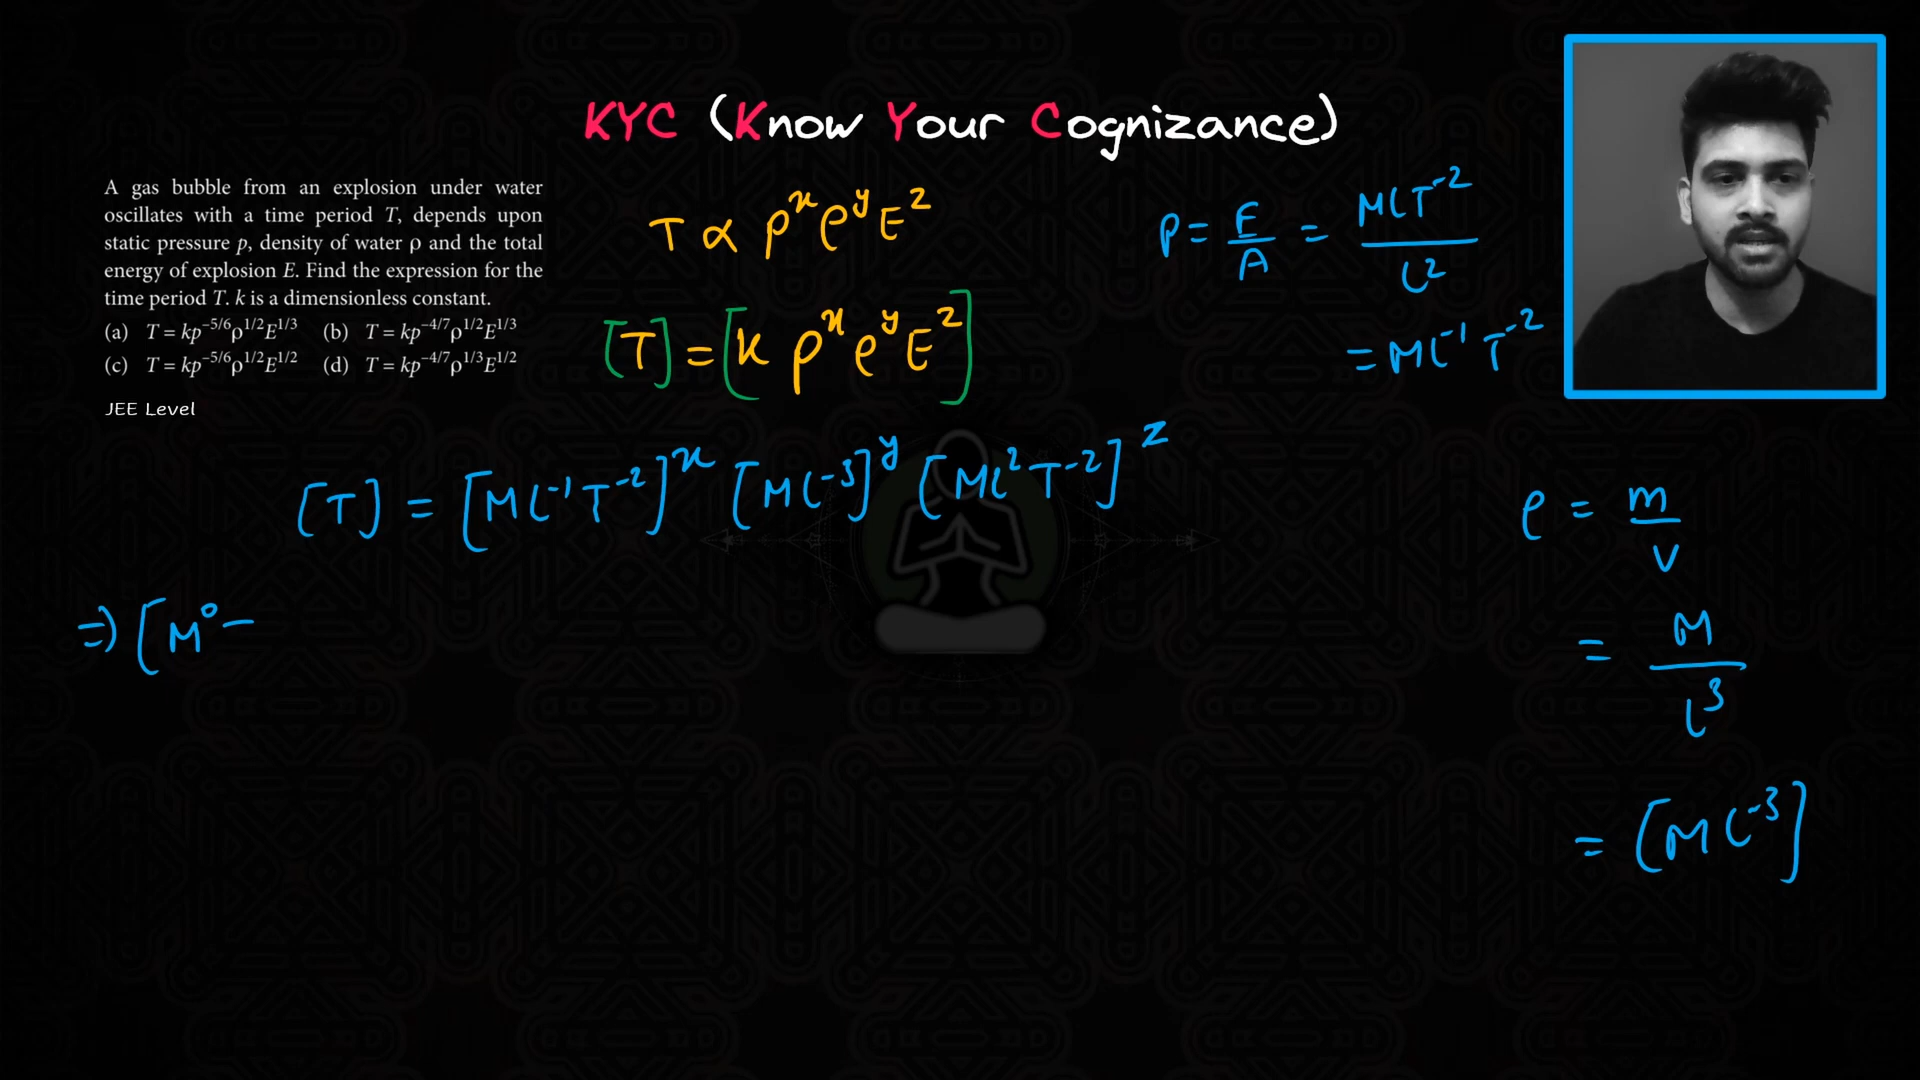 KYC (Know Your Cognizance)
A gas bubble from an explosion under water
oscillates with a time period T, depends upon
static pressure p, density of water ρ and the total
energy of explosion E. Find the expression for the
time period T. k is a dimensionless constant.
(a) T = kp^{-5/6}ρ^{1/2}E^{1/3} (b) T = kp^{-4/7}ρ^{1/2}E^{1/3}
(c) T = kp^{-5/6}ρ^{1/2}E^{1/2} (d) T = kp^{-4/7}ρ^{1/3}E^{1/2}
JEE Level
T ∝ p^x ρ^y E^z
[T] = [k p^x ρ^y E^z]
P = F/A = MLT^{-2}/L^2
= ML^{-1}T^{-2}
[T] = [ML^{-1}T^{-2}]^x [ML^{-3}]^y [ML^2T^{-2}]^z
⇒ [M^0
ρ = m/v
= M/L^3
= [ML^{-3}]